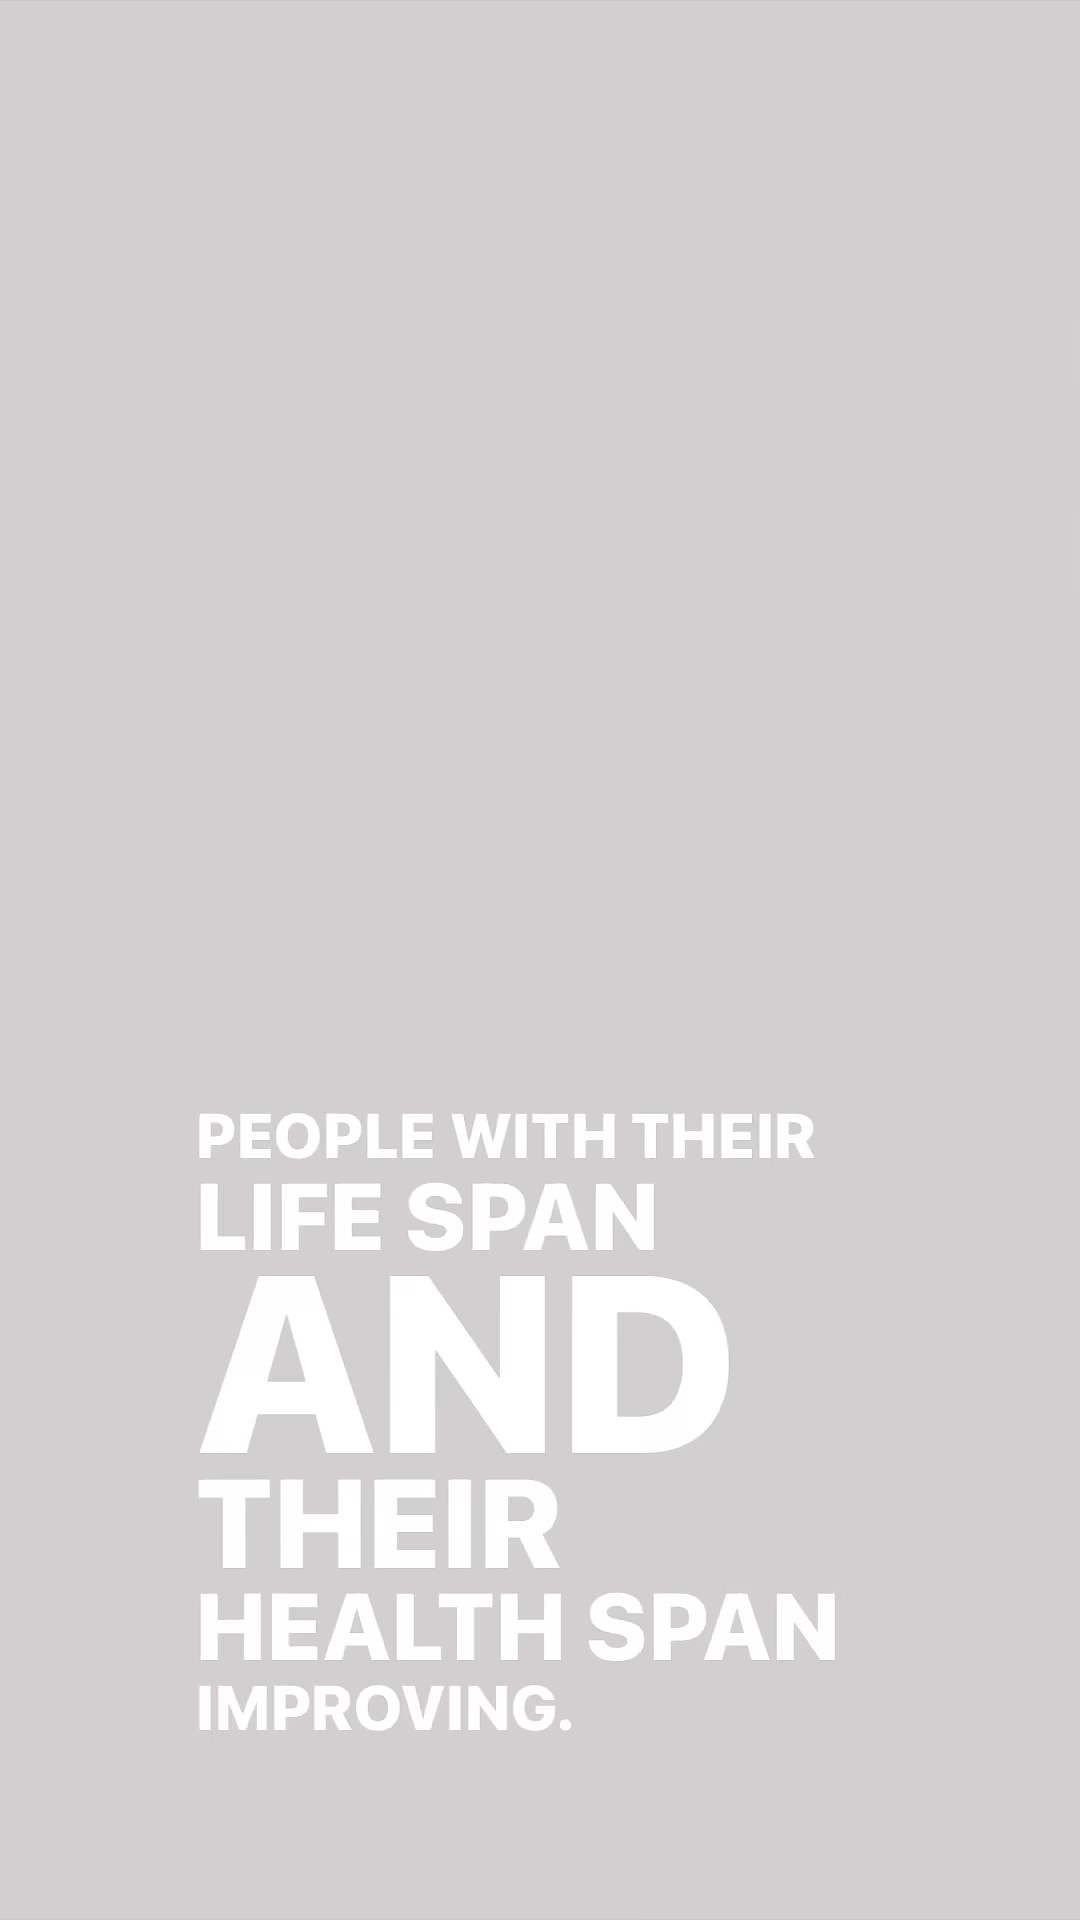 PEOPLE WITH THEIR
LIFE SPAN
AND
THEIR
HEALTH SPAN
IMPROVING.